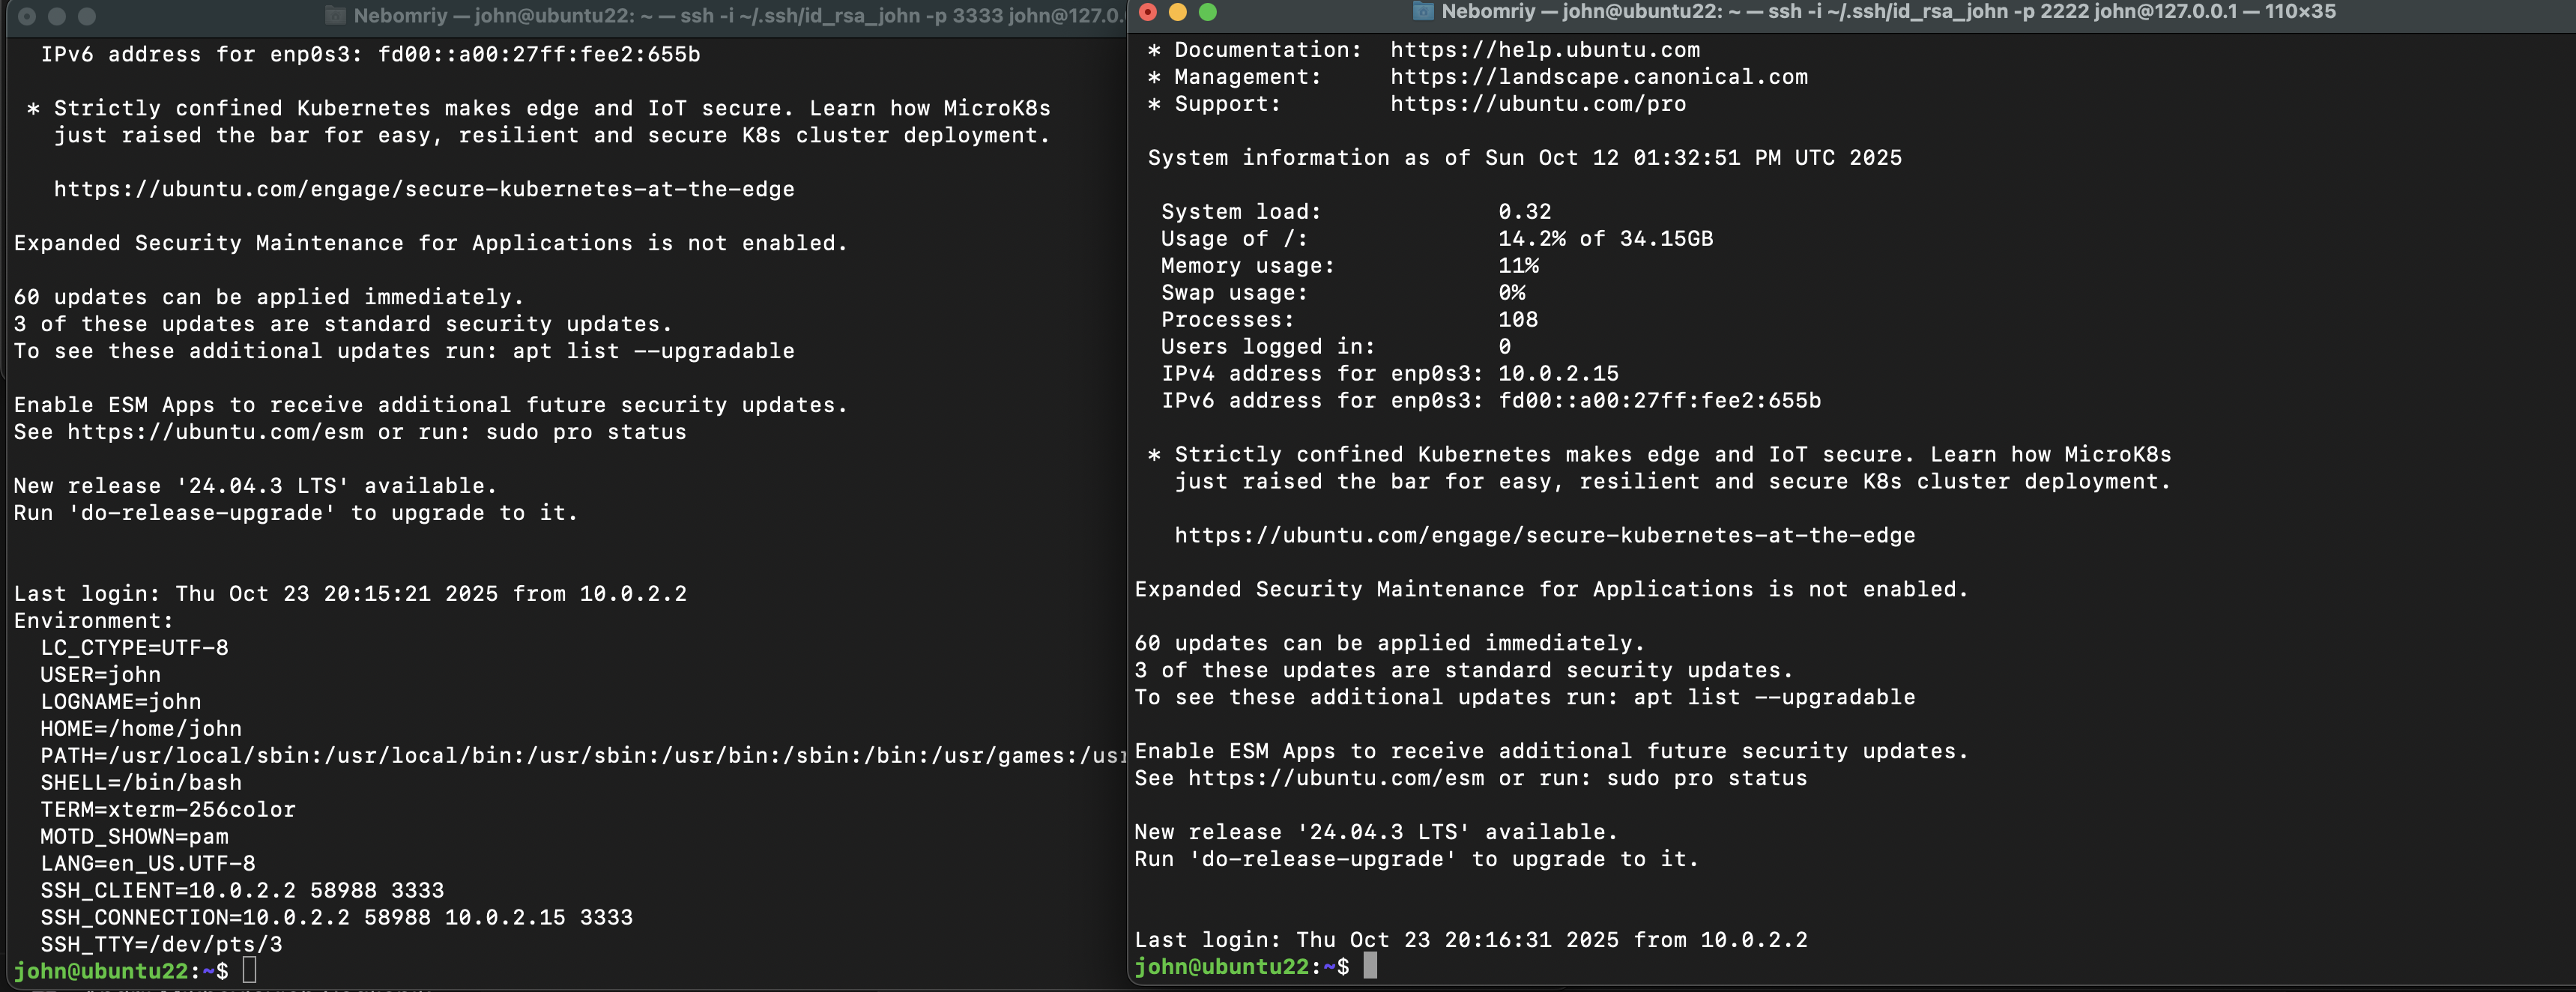 Nebomriy — john@ubuntu22: ~ — ssh -i ~/.ssh/id_rsa_john -p 3333 john@127.0.
IPv6 address for enp0s3: fd00::a00:27ff:fee2:655b
* Strictly confined Kubernetes makes edge and IoT secure. Learn how MicroK8s
just raised the bar for easy, resilient and secure K8s cluster deployment.
https://ubuntu.com/engage/secure-kubernetes-at-the-edge
Expanded Security Maintenance for Applications is not enabled.
60 updates can be applied immediately.
3 of these updates are standard security updates.
To see these additional updates run: apt list --upgradable
Enable ESM Apps to receive additional future security updates.
See https://ubuntu.com/esm or run: sudo pro status
New release '24.04.3 LTS' available.
Run 'do-release-upgrade' to upgrade to it.
Last login: Thu Oct 23 20:15:21 2025 from 10.0.2.2
Environment:
LC_CTYPE=UTF-8
USER=john
LOGNAME=john
HOME=/home/john
PATH=/usr/local/sbin:/usr/local/bin:/usr/sbin:/usr/bin:/sbin:/bin:/usr/games:/usr
SHELL=/bin/bash
TERM=xterm-256color
MOTD_SHOWN=pam
LANG=en_US.UTF-8
SSH_CLIENT=10.0.2.2 58988 3333
SSH_CONNECTION=10.0.2.2 58988 10.0.2.15 3333
SSH_TTY=/dev/pts/3
john@ubuntu22:~$
Nebomriy — john@ubuntu22: ~ — ssh -i ~/.ssh/id_rsa_john -p 2222 john@127.0.0.1 — 110×35
* Documentation: https://help.ubuntu.com
* Management: https://landscape.canonical.com
* Support: https://ubuntu.com/pro
System information as of Sun Oct 12 01:32:51 PM UTC 2025
System load: 0.32
Usage of /: 14.2% of 34.15GB
Memory usage: 11%
Swap usage: 0%
Processes: 108
Users logged in: 0
IPv4 address for enp0s3: 10.0.2.15
IPv6 address for enp0s3: fd00::a00:27ff:fee2:655b
* Strictly confined Kubernetes makes edge and IoT secure. Learn how MicroK8s
just raised the bar for easy, resilient and secure K8s cluster deployment.
https://ubuntu.com/engage/secure-kubernetes-at-the-edge
Expanded Security Maintenance for Applications is not enabled.
60 updates can be applied immediately.
3 of these updates are standard security updates.
To see these additional updates run: apt list --upgradable
Enable ESM Apps to receive additional future security updates.
See https://ubuntu.com/esm or run: sudo pro status
New release '24.04.3 LTS' available.
Run 'do-release-upgrade' to upgrade to it.
Last login: Thu Oct 23 20:16:31 2025 from 10.0.2.2
john@ubuntu22:~$